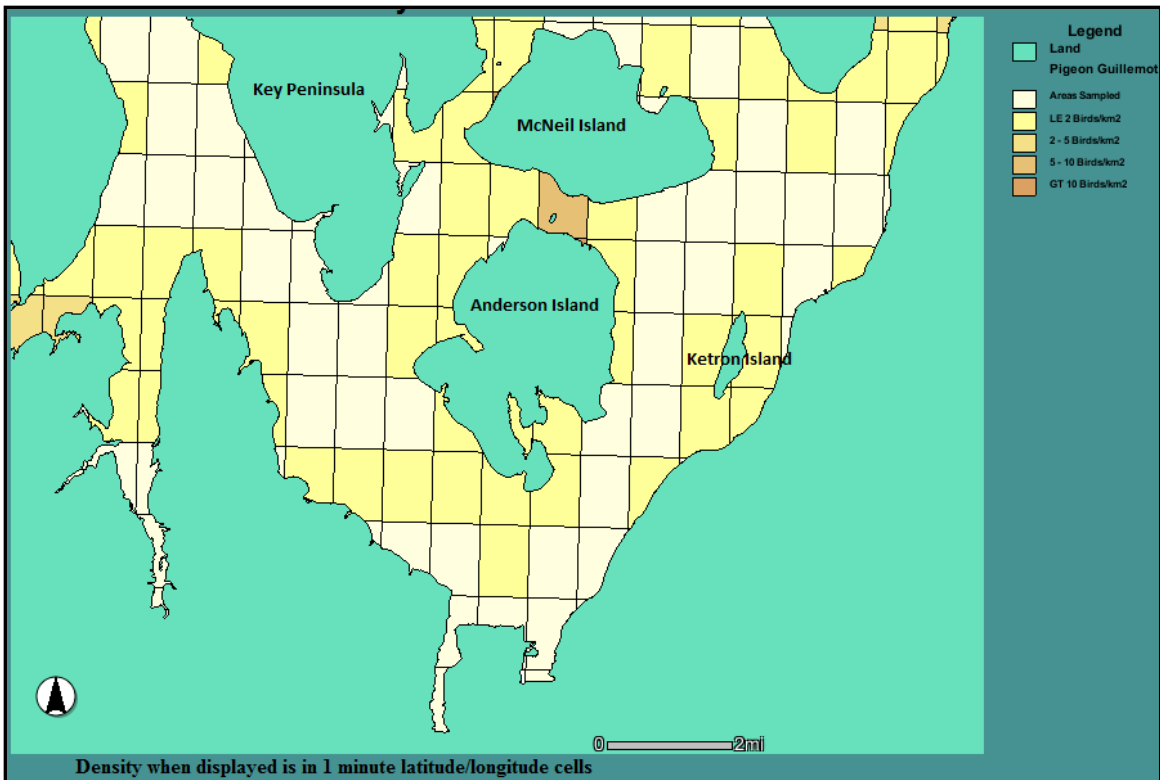 Legend
Land
Pigeon Guillemot
Areas Sampled
LE 2 Birds/km2
2 - 5 Birds/km2
5 - 10 Birds/km2
GT 10 Birds/km2
Key Peninsula
McNeil Island
Anderson Island
Ketron Island
0 2mi
Density when displayed is in 1 minute latitude/longitude cells